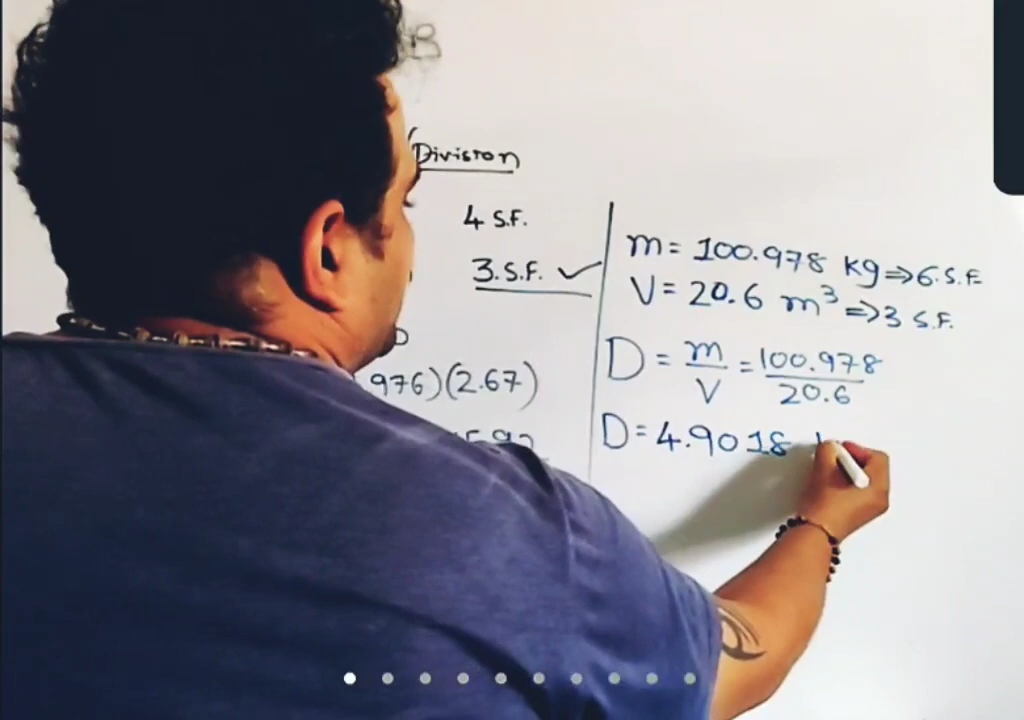 Division
4 S.F.
3.S.F. ✓
976)(2.67)
m = 100.978 kg ⇒ 6.S.F.
V = 20.6 m³ ⇒ 3 S.F.
D = m/V = 100.978/20.6
D = 4.9018